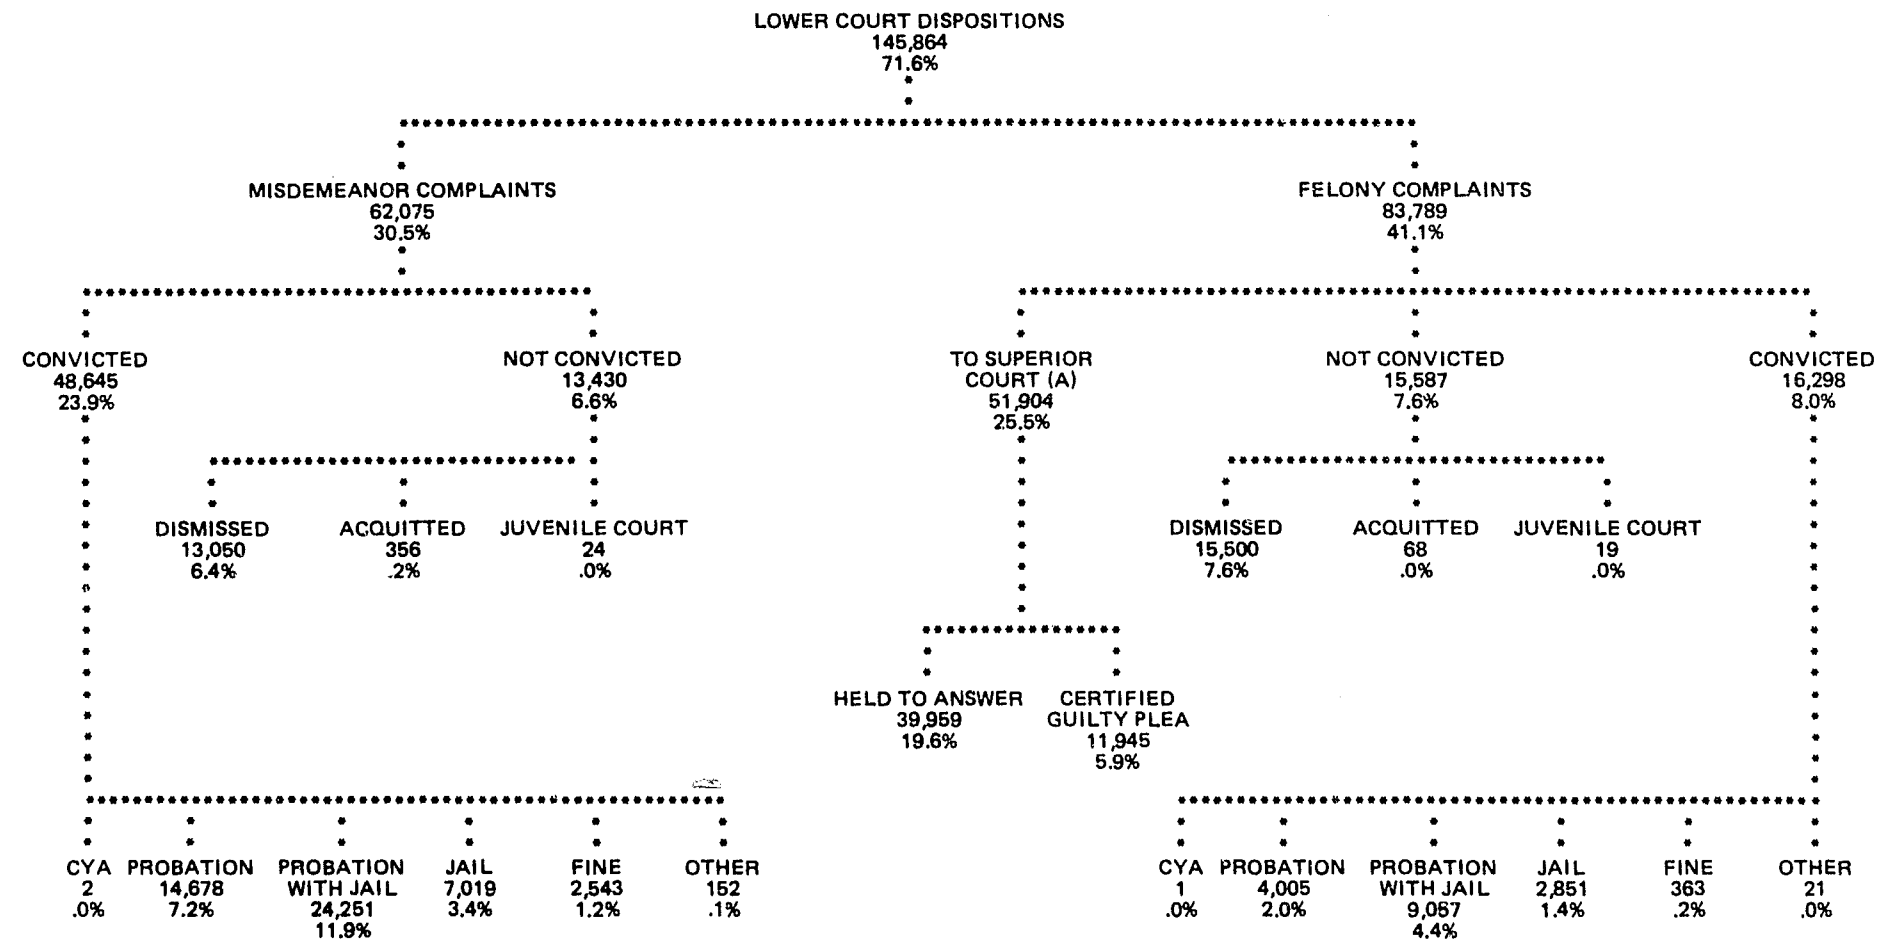 LOWER COURT DISPOSITIONS
145,864
71.6%
MISDEMEANOR COMPLAINTS
62,075
30.5%
FELONY COMPLAINTS
83,789
41.1%
CONVICTED
48,645
23.9%
NOT CONVICTED
13,430
6.6%
TO SUPERIOR
COURT (A)
51,904
25.5%
NOT CONVICTED
15,587
7.6%
CONVICTED
16,298
8.0%
DISMISSED
13,050
6.4%
ACQUITTED
356
.2%
JUVENILE COURT
24
.0%
DISMISSED
15,500
7.6%
ACQUITTED
68
.0%
JUVENILE COURT
19
.0%
HELD TO ANSWER
39,959
19.6%
CERTIFIED
GUILTY PLEA
11,945
5.9%
CYA
2
.0%
PROBATION
14,678
7.2%
PROBATION
WITH JAIL
24,251
11.9%
JAIL
7,019
3.4%
FINE
2,543
1.2%
OTHER
152
.1%
CYA
1
.0%
PROBATION
4,005
2.0%
PROBATION
WITH JAIL
9,057
4.4%
JAIL
2,851
1.4%
FINE
363
.2%
OTHER
21
.0%